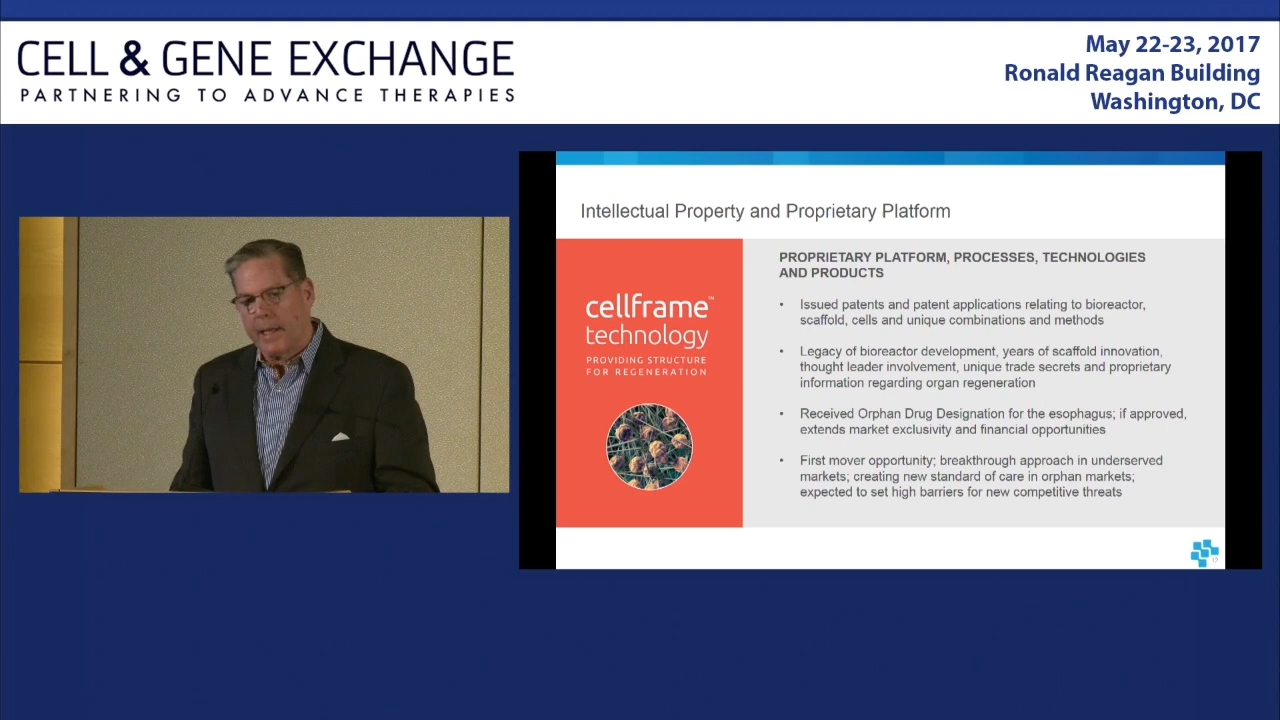 CELL & GENE EXCHANGE
PARTNERING TO ADVANCE THERAPIES
May 22-23, 2017
Ronald Reagan Building
Washington, DC
Intellectual Property and Proprietary Platform
cellframe™
technology
PROVIDING STRUCTURE
FOR REGENERATION
PROPRIETARY PLATFORM, PROCESSES, TECHNOLOGIES
AND PRODUCTS
• Issued patents and patent applications relating to bioreactor,
scaffold, cells and unique combinations and methods
• Legacy of bioreactor development, years of scaffold innovation,
thought leader involvement, unique trade secrets and proprietary
information regarding organ regeneration
• Received Orphan Drug Designation for the esophagus; if approved,
extends market exclusivity and financial opportunities
• First mover opportunity; breakthrough approach in underserved
markets; creating new standard of care in orphan markets;
expected to set high barriers for new competitive threats